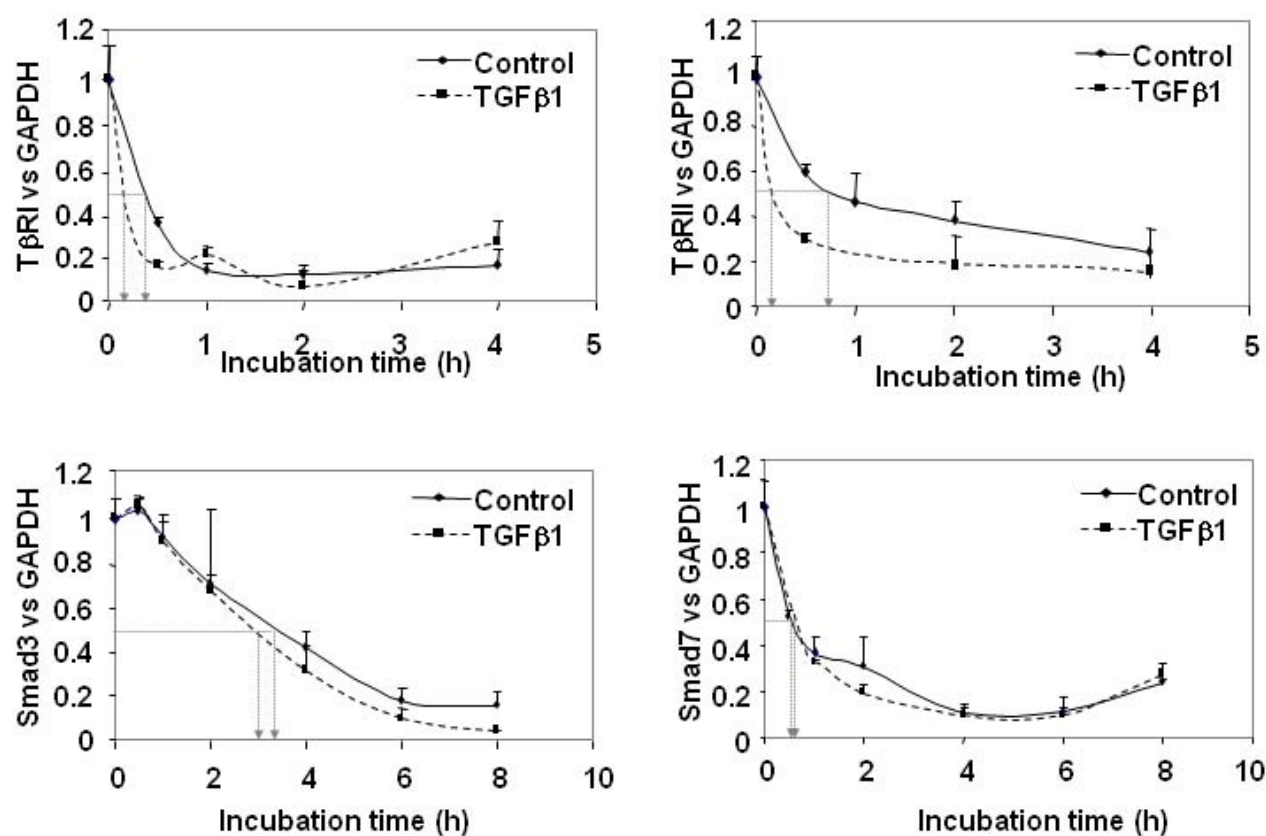 TβRI vs GAPDH
1.2
1
0.8
0.6
0.4
0.2
0
Control
TGFβ1
0 1 2 3 4 5
Incubation time (h)
TβRII vs GAPDH
1.2
1
0.8
0.6
0.4
0.2
0
Control
TGFβ1
0 1 2 3 4 5
Incubation time (h)
Smad3 vs GAPDH
1.2
1
0.8
0.6
0.4
0.2
0
Control
TGFβ1
0 2 4 6 8 10
Incubation time (h)
Smad7 vs GAPDH
1.2
1
0.8
0.6
0.4
0.2
0
Control
TGFβ1
0 2 4 6 8 10
Incubation time (h)